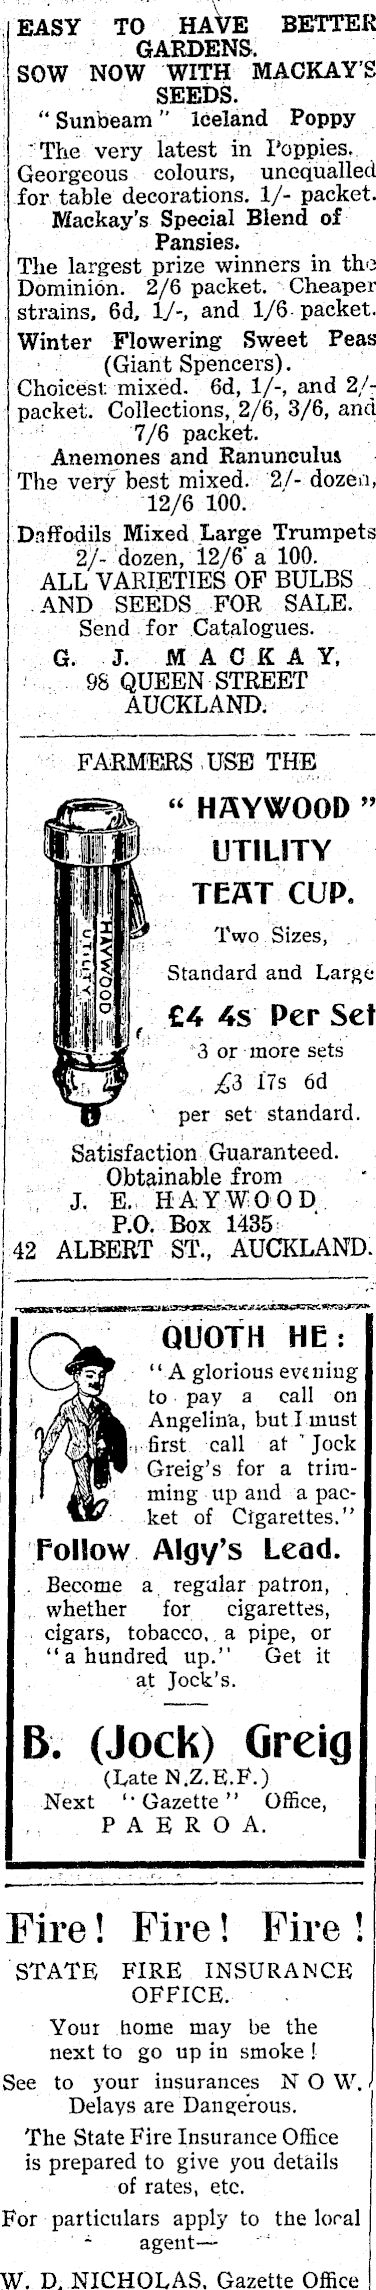 EASY TO HAVE BETTER
GARDENS.
SOW NOW WITH MACKAY'S
SEEDS.
"Sunbeam" Iceland Poppy
The very latest in Poppies.
Georgeous colours, unequalled
for table decorations. 1/- packet.
Mackay's Special Blend of
Pansies.
The largest prize winners in the
Dominion. 2/6 packet. Cheaper
strains, 6d, 1/-, and 1/6 packet.
Winter Flowering Sweet Peas
(Giant Spencers).
Choicest mixed. 6d, 1/-, and 2/-
packet. Collections, 2/6, 3/6, and
7/6 packet.
Anemones and Ranunculus
The very best mixed. 2/- dozen,
12/6 100.
Daffodils Mixed Large Trumpets
2/- dozen, 12/6 a 100.
ALL VARIETIES OF BULBS
AND SEEDS FOR SALE.
Send for Catalogues.
G. J. MACKAY,
98 QUEEN STREET
AUCKLAND.
FARMERS USE THE
"HAYWOOD"
UTILITY
TEAT CUP.
HAYWOOD
UTILITY
Two Sizes,
Standard and Large
£4 4s Per Set
3 or more sets
£3 17s 6d
per set standard.
Satisfaction Guaranteed.
Obtainable from
J. E. HAYWOOD
P.O. Box 1435
42 ALBERT ST., AUCKLAND.
QUOTH HE:
"A glorious evening
to pay a call on
Angelina, but I must
first call at Jock
Greig's for a trim-
ming up and a pac-
ket of Cigarettes."
Follow Algy's Lead.
Become a regular patron,
whether for cigarettes,
cigars, tobacco, a pipe, or
"a hundred up." Get it
at Jock's.
B. (Jock) Greig
(Late N.Z.E.F.)
Next "Gazette" Office,
PAEROA.
Fire! Fire! Fire!
STATE FIRE INSURANCE
OFFICE.
Your home may be the
next to go up in smoke!
See to your insurances NOW.
Delays are Dangerous.
The State Fire Insurance Office
is prepared to give you details
of rates, etc.
For particulars apply to the local
agent—
W. D. NICHOLAS, Gazette Office